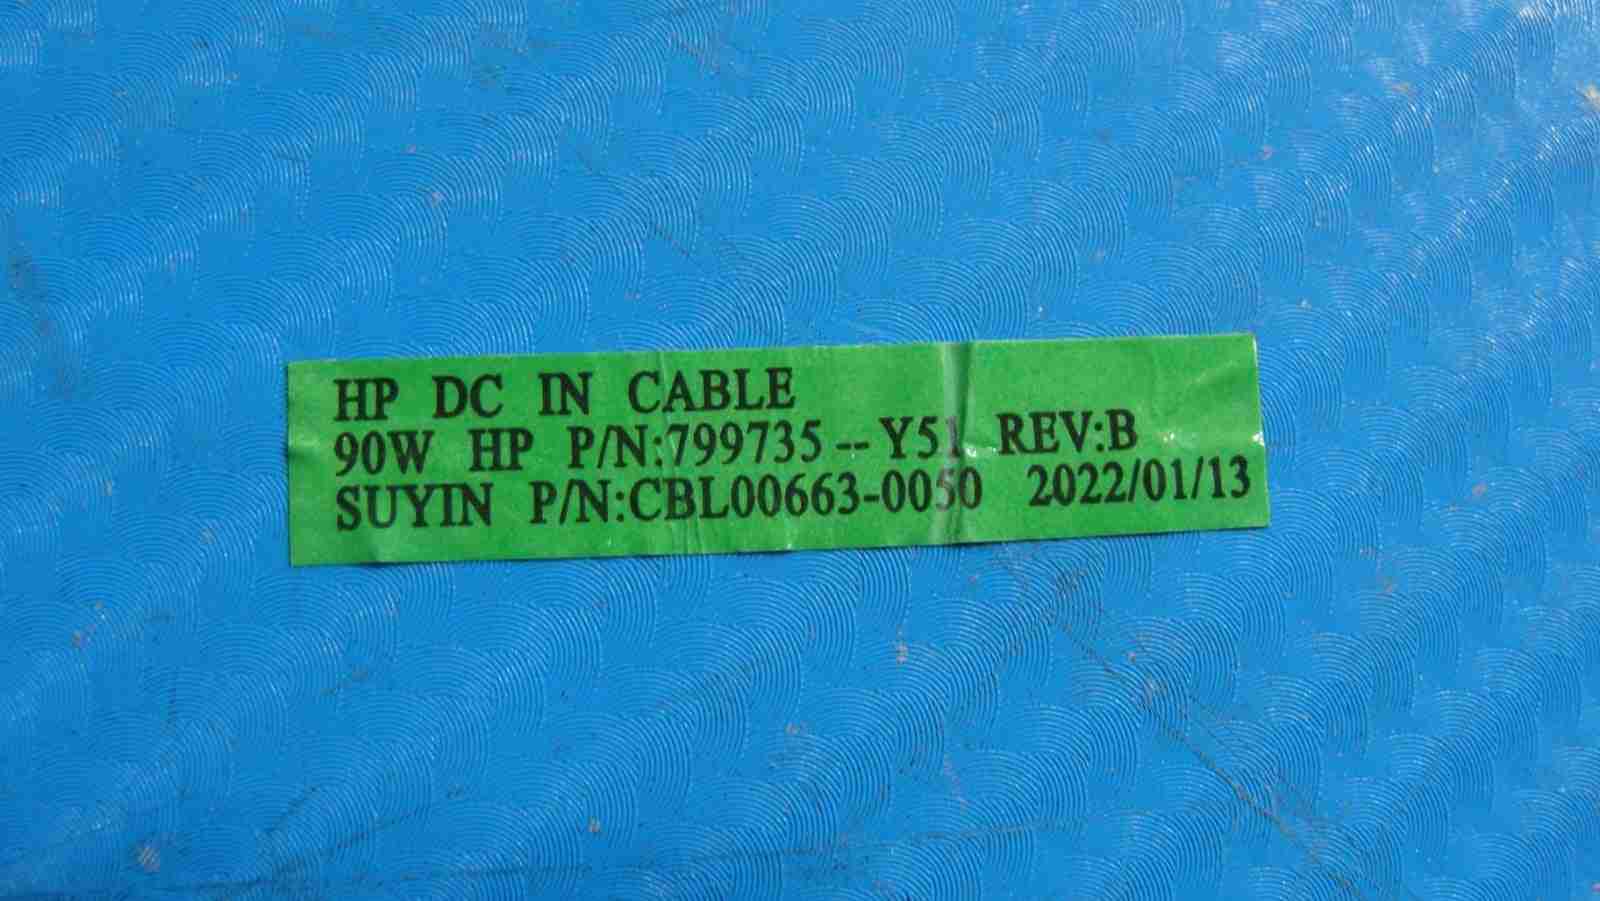 HP DC IN CABLE
90W HP P/N:799735--Y51 REV:B
SUYIN P/N:CBL00663-0050 2022/01/13